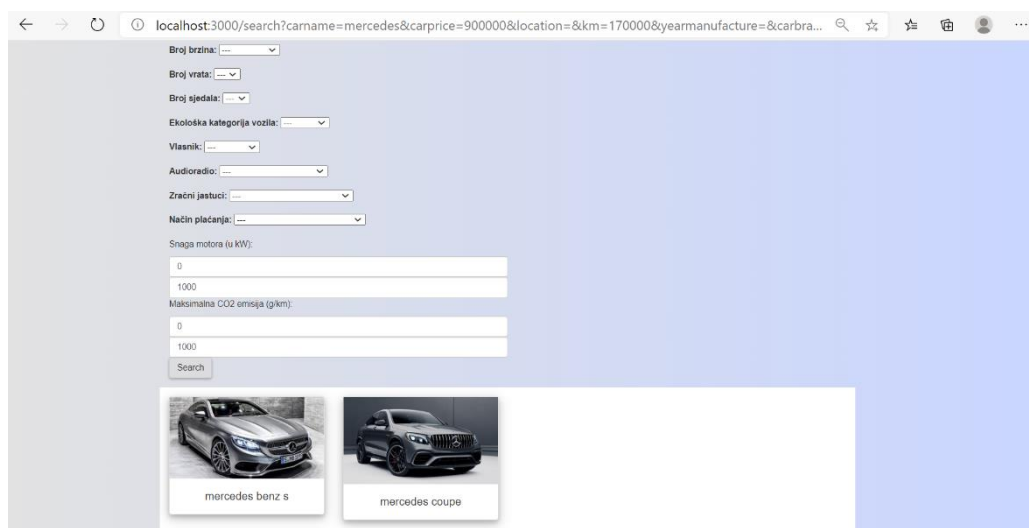 localhost:3000/search?carname=mercedes&carprice=900000&location=&km=170000&yearmanufacture=&carbra...
Broj brzina: ---
Broj vrata: ---
Broj sjedala: ---
Ekološka kategorija vozila: ---
Vlasnik: ---
Audioradio: ---
Zračni jastuci: ---
Način plaćanja: ---
Snaga motora (u kW):
0
1000
Maksimalna CO2 emisija (g/km):
0
1000
Search
mercedes benz s
mercedes coupe